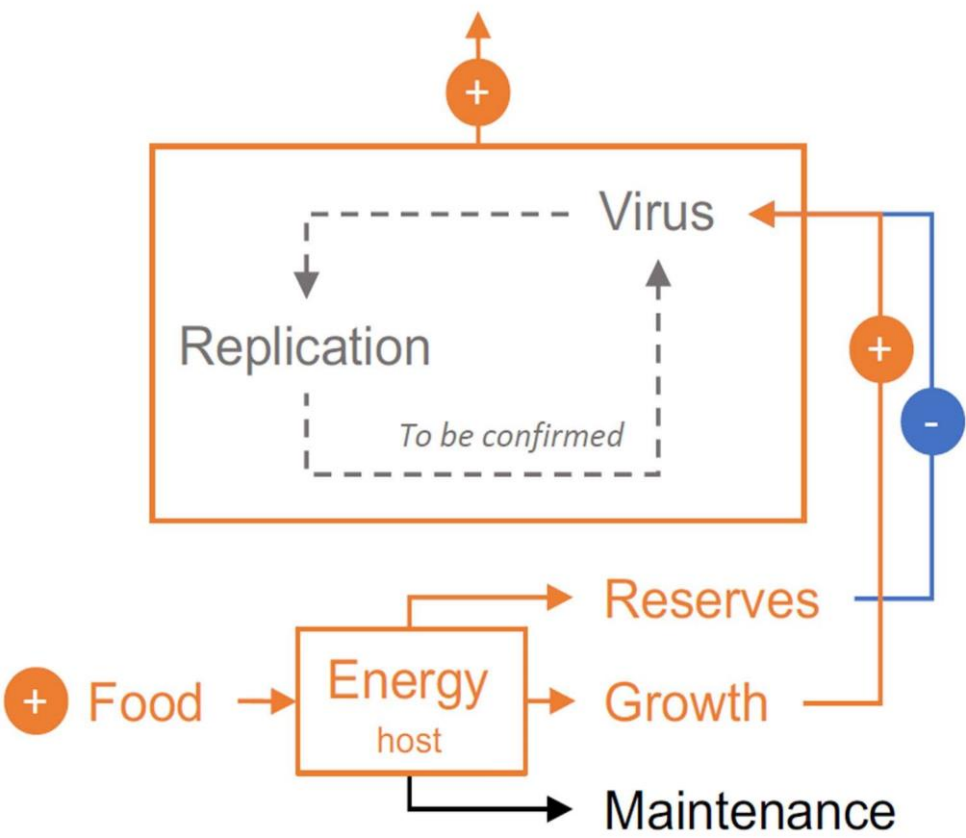 +
Virus
Replication
+
To be confirmed
-
Reserves
+ Food
Energy
host
Growth
Maintenance